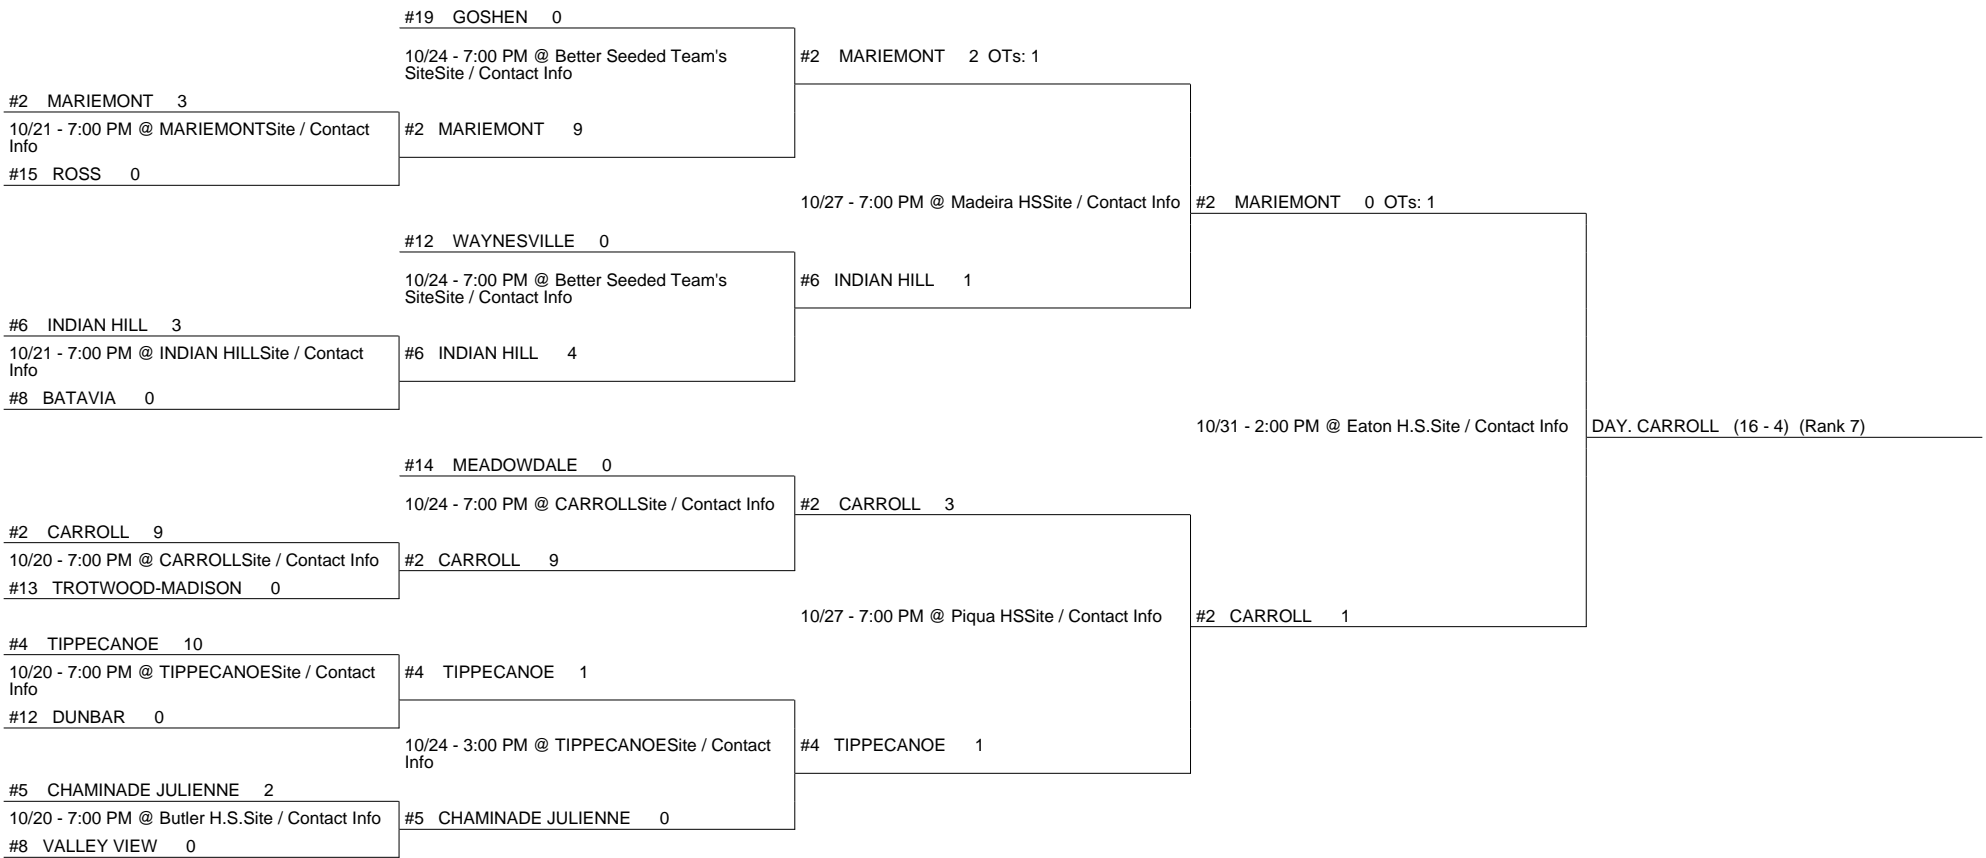 #19 GOSHEN 0
10/24 - 7:00 PM @ Better Seeded Team's
SiteSite / Contact Info
#2 MARIEMONT 2 OTs: 1
#2 MARIEMONT 3
10/21 - 7:00 PM @ MARIEMONTSite / Contact
Info
#2 MARIEMONT 9
#15 ROSS 0
10/27 - 7:00 PM @ Madeira HSSite / Contact Info
#2 MARIEMONT 0 OTs: 1
#12 WAYNESVILLE 0
10/24 - 7:00 PM @ Better Seeded Team's
SiteSite / Contact Info
#6 INDIAN HILL 1
#6 INDIAN HILL 3
10/21 - 7:00 PM @ INDIAN HILLSite / Contact
Info
#6 INDIAN HILL 4
#8 BATAVIA 0
10/31 - 2:00 PM @ Eaton H.S.Site / Contact Info
DAY. CARROLL (16 - 4) (Rank 7)
#14 MEADOWDALE 0
10/24 - 7:00 PM @ CARROLLSite / Contact Info
#2 CARROLL 3
#2 CARROLL 9
10/20 - 7:00 PM @ CARROLLSite / Contact Info
#2 CARROLL 9
#13 TROTWOOD-MADISON 0
10/27 - 7:00 PM @ Piqua HSSite / Contact Info
#2 CARROLL 1
#4 TIPPECANOE 10
10/20 - 7:00 PM @ TIPPECANOESite / Contact
Info
#4 TIPPECANOE 1
#12 DUNBAR 0
10/24 - 3:00 PM @ TIPPECANOESite / Contact
Info
#4 TIPPECANOE 1
#5 CHAMINADE JULIENNE 2
10/20 - 7:00 PM @ Butler H.S.Site / Contact Info
#5 CHAMINADE JULIENNE 0
#8 VALLEY VIEW 0